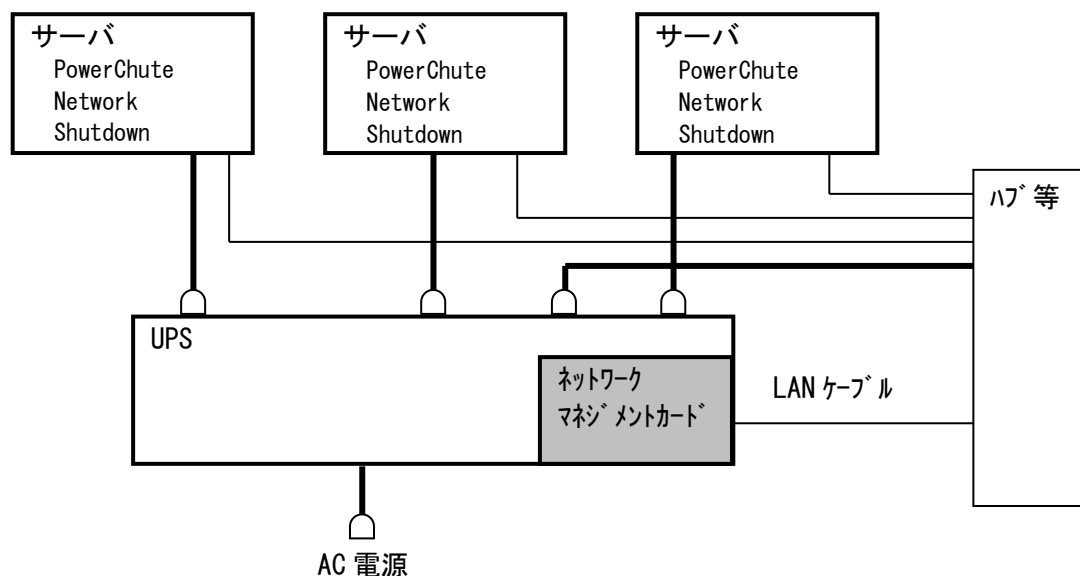 サーバ
PowerChute
Network
Shutdown
サーバ
PowerChute
Network
Shutdown
サーバ
PowerChute
Network
Shutdown
ﾊﾌﾞ等
UPS
ﾈｯﾄﾜｰｸ
ﾏﾈｼﾞﾒﾝﾄｶｰﾄﾞ
LAN ｹｰﾌﾞﾙ
AC 電源